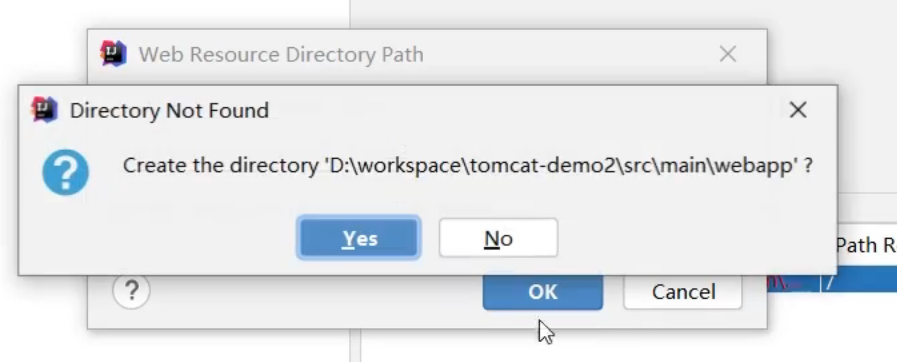 Web Resource Directory Path
Directory Not Found
Create the directory 'D:\workspace\tomcat-demo2\src\main\webapp' ?
Yes
No
Path R
/
?
OK
Cancel